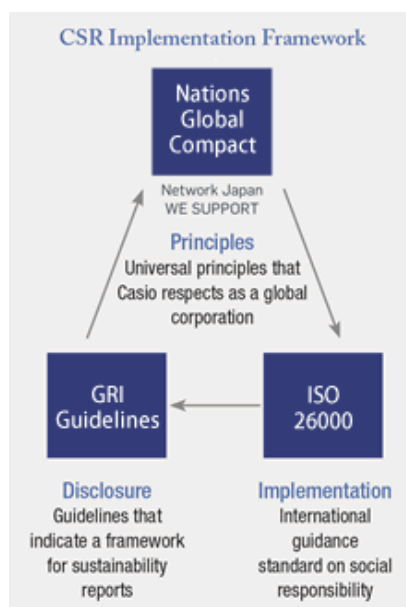 CSR Implementation Framework
Nations
Global
Compact
Network Japan
WE SUPPORT
Principles
Universal principles that
Casio respects as a global
corporation
GRI
Guidelines
ISO
26000
Disclosure
Guidelines that
indicate a framework
for sustainability
reports
Implementation
International
guidance
standard on social
responsibility